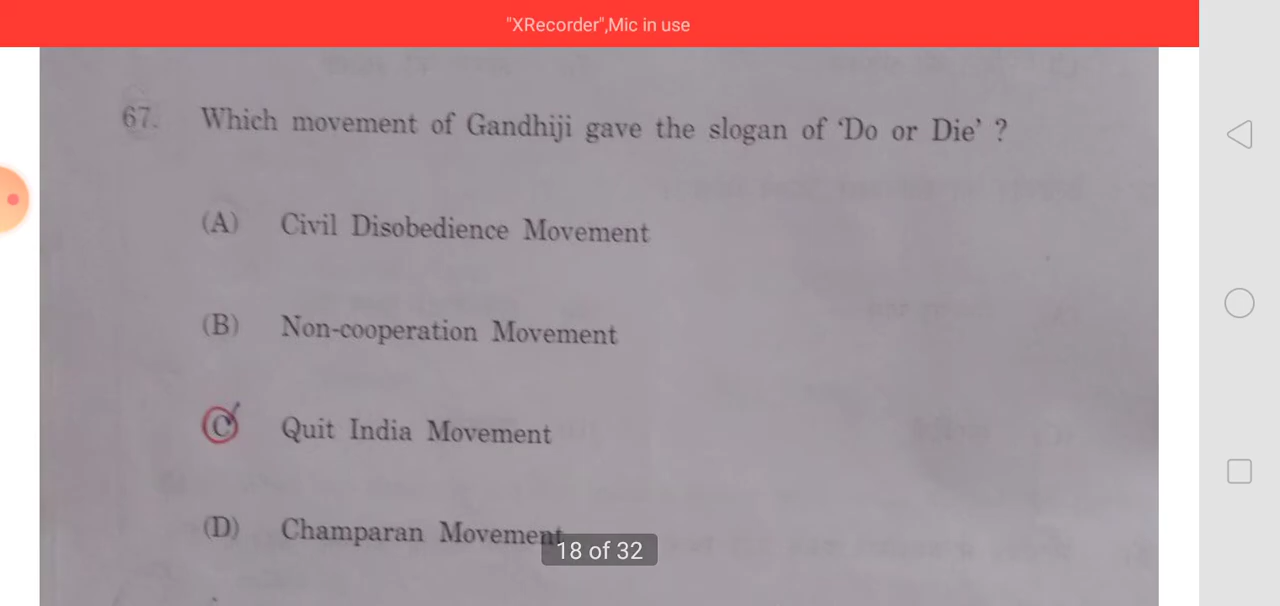 "XRecorder",Mic in use
67. Which movement of Gandhiji gave the slogan of ‘Do or Die’ ?
(A) Civil Disobedience Movement
(B) Non-cooperation Movement
(C) Quit India Movement
(D) Champaran Movement
18 of 32